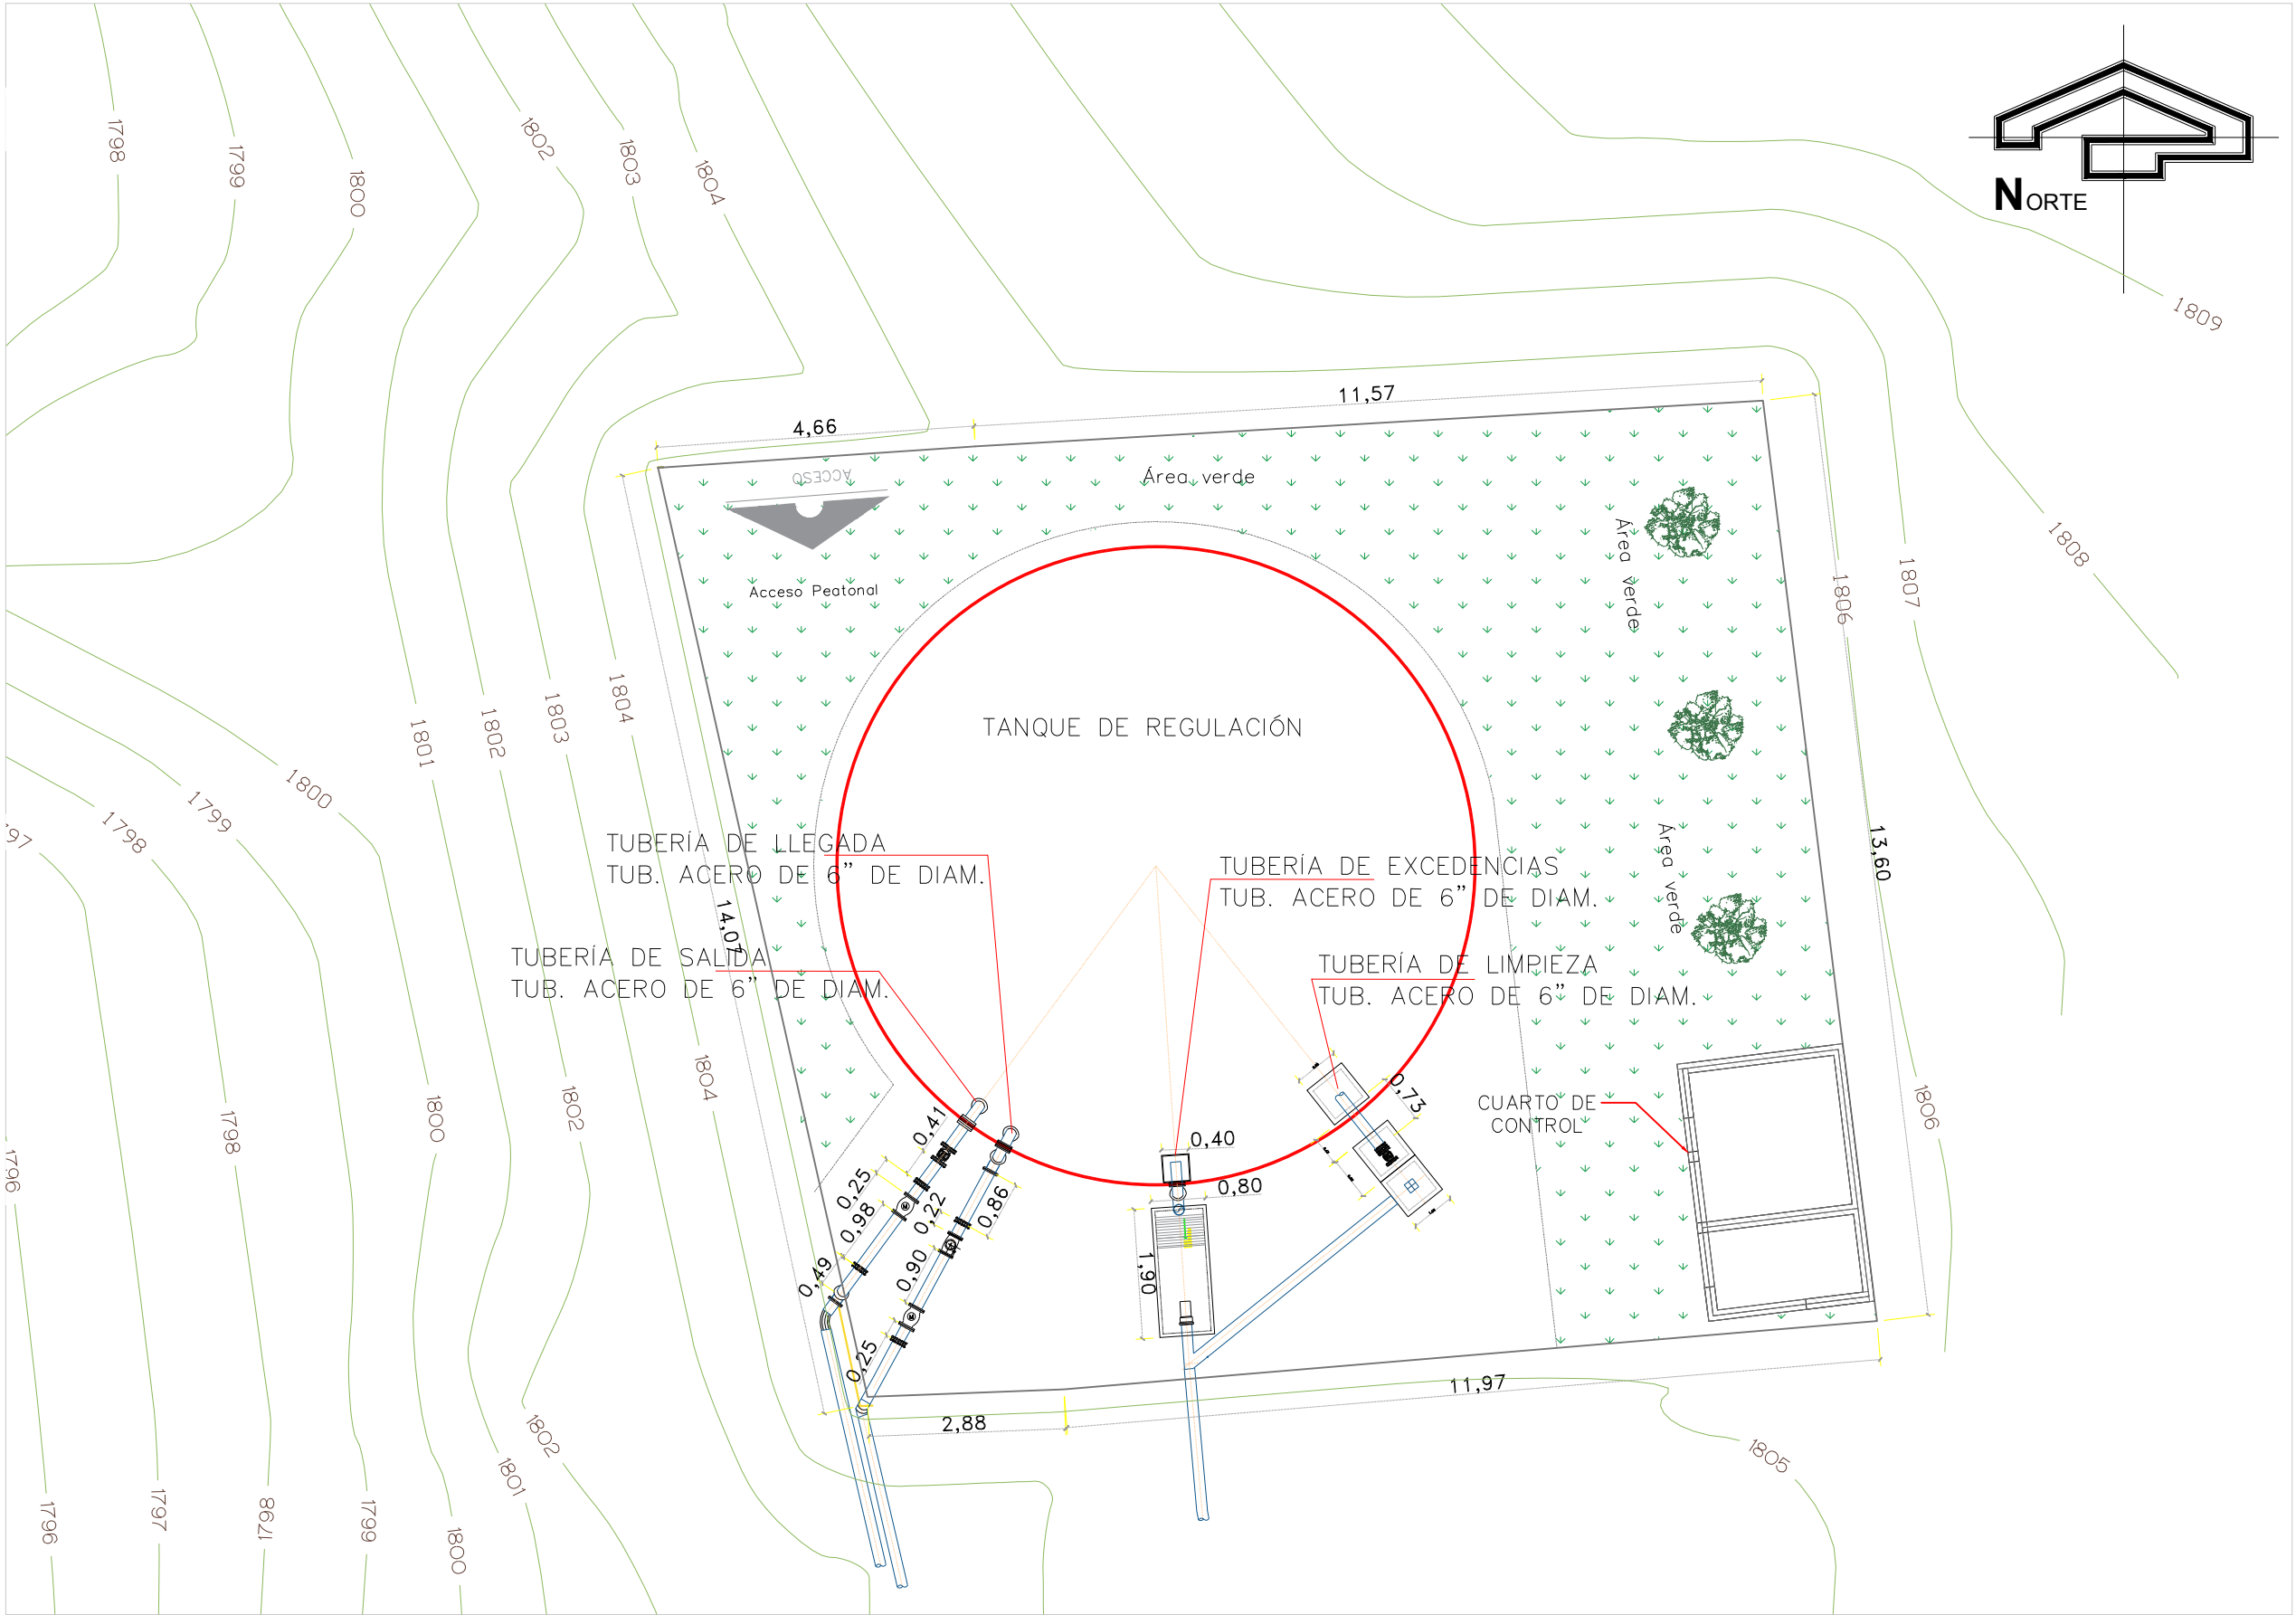 NORTE
1798
1799
1800
1802
1803
1804
1809
11,57
4,66
ACCESO
Área verde
Área verde
1808
1807
1806
Acceso Peatonal
1804
1803
1802
1801
TANQUE DE REGULACIÓN
1800
1799
1798
97
TUBERÍA DE LLEGADA
TUB. ACERO DE 6” DE DIAM.
TUBERÍA DE EXCEDENCIAS
TUB. ACERO DE 6” DE DIAM.
Área verde
13,60
14,07
TUBERÍA DE SALIDA
TUB. ACERO DE 6” DE DIAM.
TUBERÍA DE LIMPIEZA
TUB. ACERO DE 6” DE DIAM.
1804
1802
1800
1798
1796
0,41
0,73
CUARTO DE
CONTROL
1806
0,40
0,80
0,25
0,98
0,22
0,86
0,49
0,90
1,90
0,25
11,97
2,88
1802
1801
1805
1796
1797
1798
1799
1800